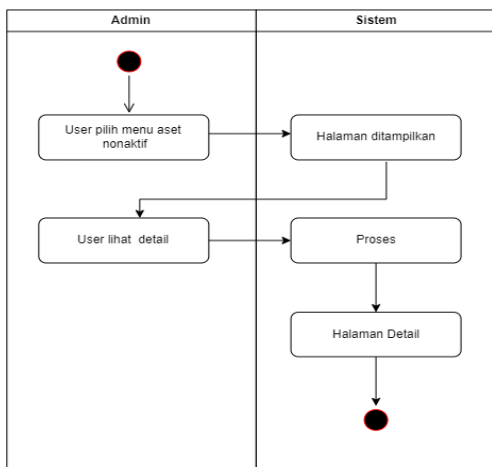 Admin
Sistem
User pilih menu aset
nonaktif
Halaman ditampilkan
User lihat detail
Proses
Halaman Detail